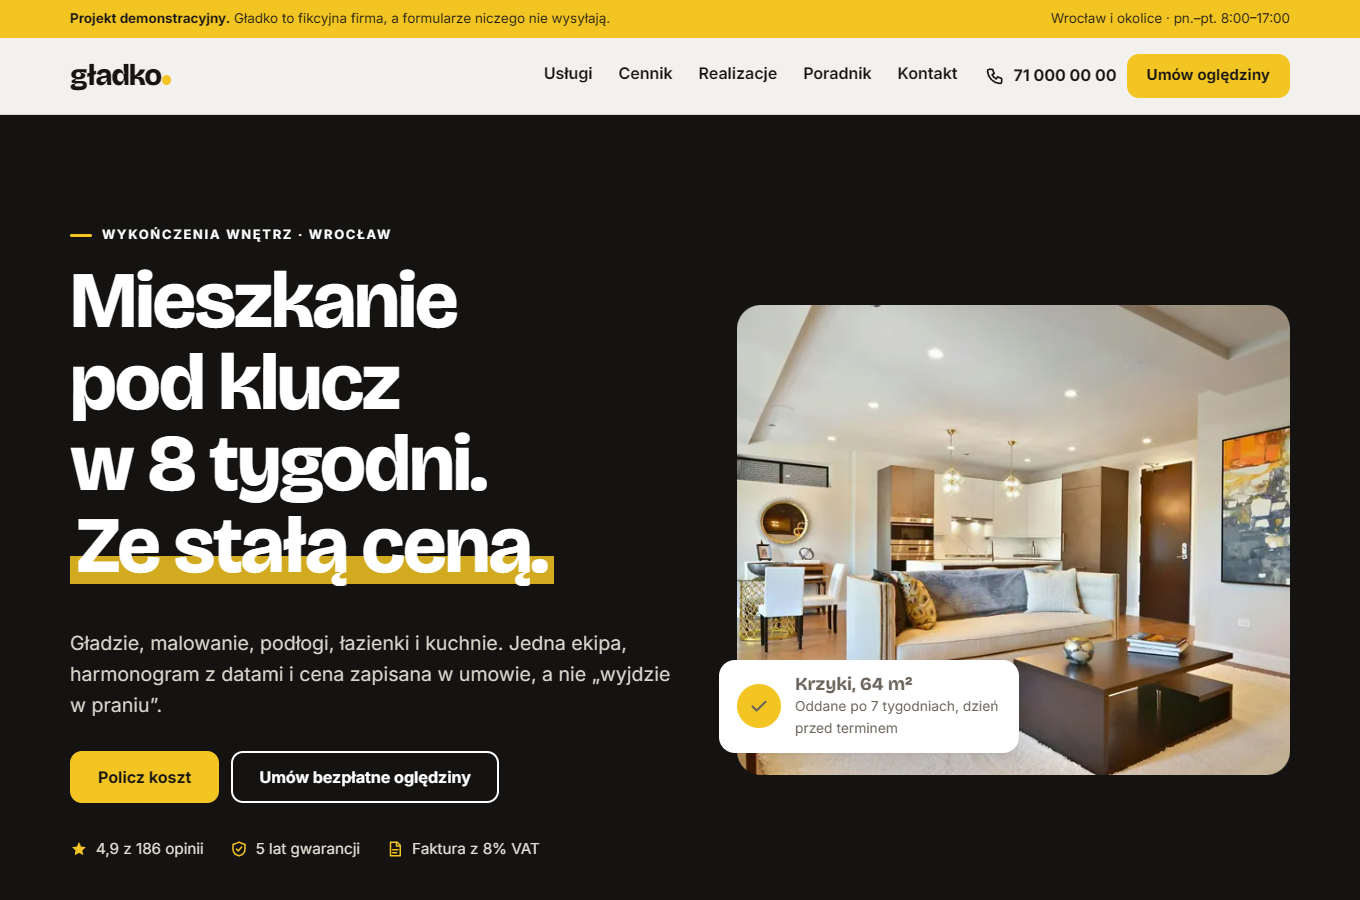 Projekt demonstracyjny. Gładko to fikcyjna firma, a formularze niczego nie wysyłają.
Wrocław i okolice · pn.–pt. 8:00–17:00
gładko.
Usługi
Cennik
Realizacje
Poradnik
Kontakt
71 000 00 00
Umów oględziny
WYKOŃCZENIA WNĘTRZ · WROCŁAW
Mieszkanie
pod klucz
w 8 tygodni.
Ze stałą ceną.
Gładzie, malowanie, podłogi, łazienki i kuchnie. Jedna ekipa,
harmonogram z datami i cena zapisana w umowie, a nie „wyjdzie
w praniu”.
Policz koszt
Umów bezpłatne oględziny
4,9 z 186 opinii
5 lat gwarancji
Faktura z 8% VAT
Krzyki, 64 m²
Oddane po 7 tygodniach, dzień
przed terminem